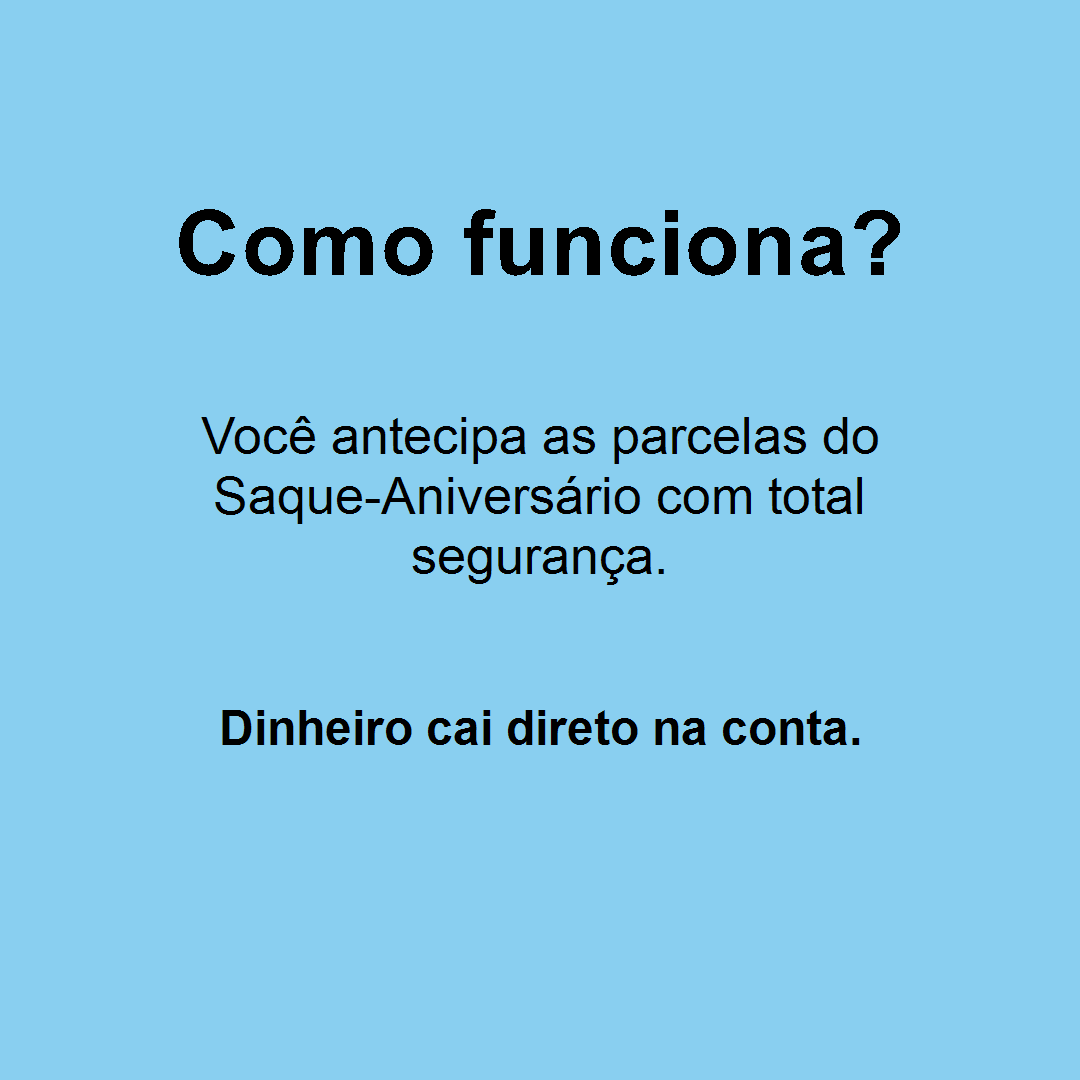 Como funciona?
Você antecipa as parcelas do
Saque-Aniversário com total
segurança.
Dinheiro cai direto na conta.